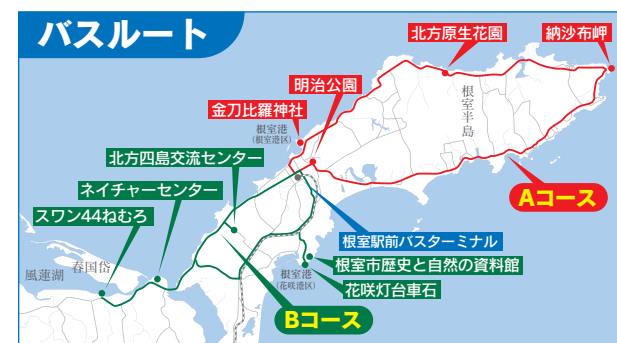 バスルート
北方原生花園
納沙布岬
明治公園
金刀比羅神社
根室港
(根室港区)
根室半島
北方四島交流センター
Aコース
ネイチャーセンター
スワン44ねむろ
根室駅前バスターミナル
春国岱
風蓮湖
根室市歴史と自然の資料館
根室港
(花咲港区)
花咲灯台車石
Bコース